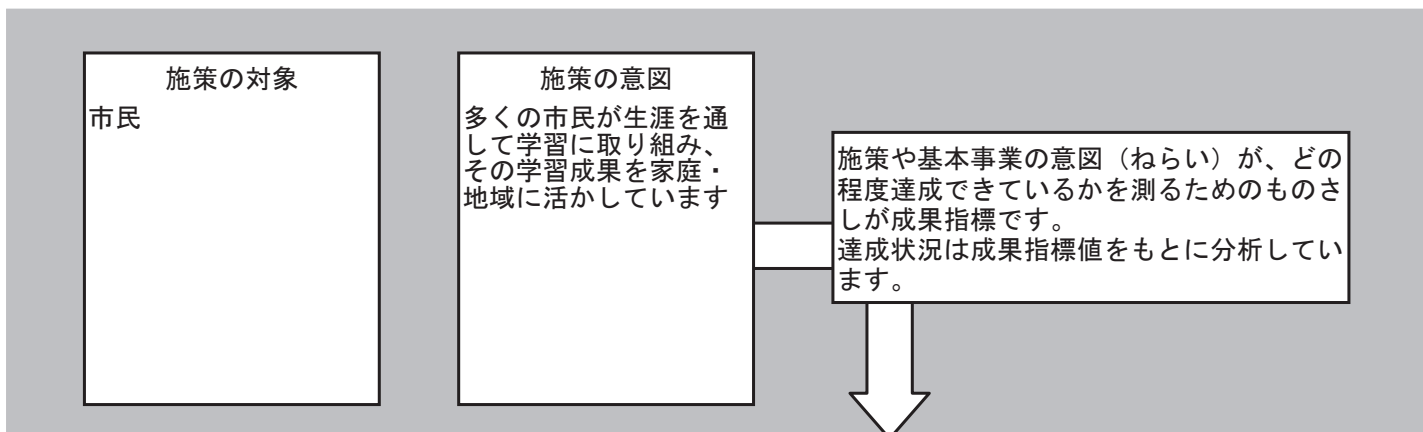 施策の対象
市民
施策の意図
多くの市民が生涯を通
して学習に取り組み、
その学習成果を家庭・
地域に活かしています
施策や基本事業の意図（ねらい）が、どの
程度達成できているかを測るためのものさ
しが成果指標です。
達成状況は成果指標値をもとに分析してい
ます。